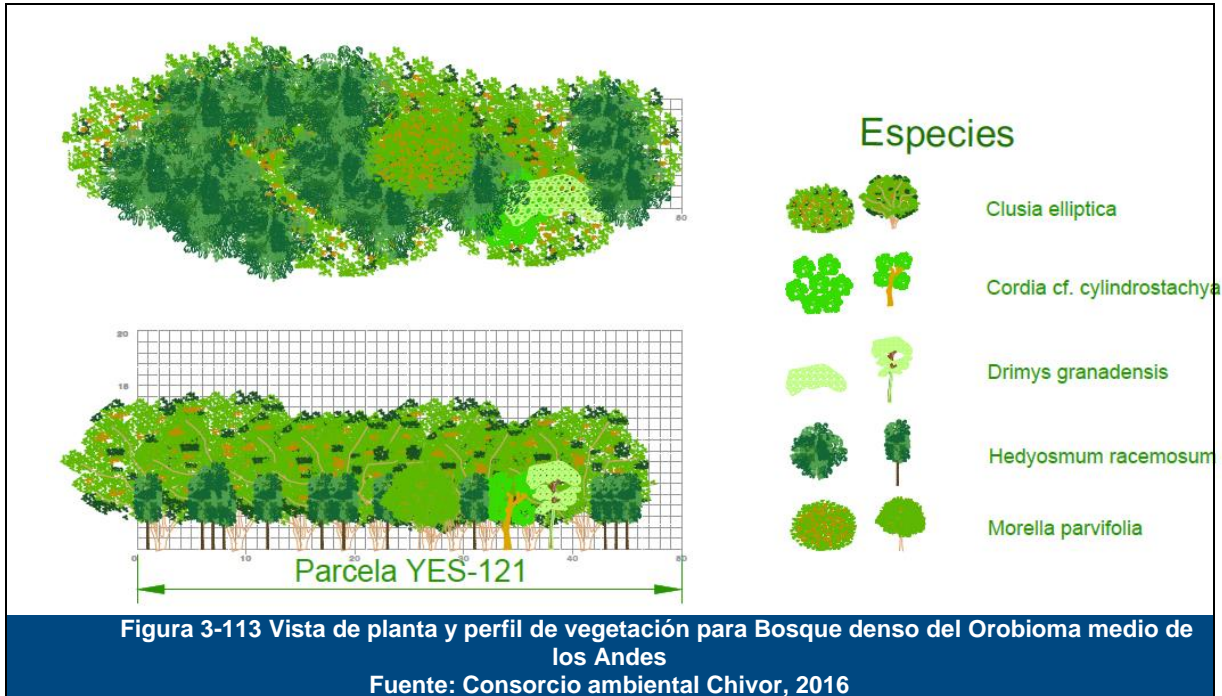 Especies
Clusia elliptica
Cordia cf. cylindrostachya
Drimys granadensis
Hedyosmum racemosum
Morella parvifolia
50
20
15
0
10
20
30
40
50
Parcela YES-121
Figura 3-113 Vista de planta y perfil de vegetación para Bosque denso del Orobioma medio de
los Andes
Fuente: Consorcio ambiental Chivor, 2016